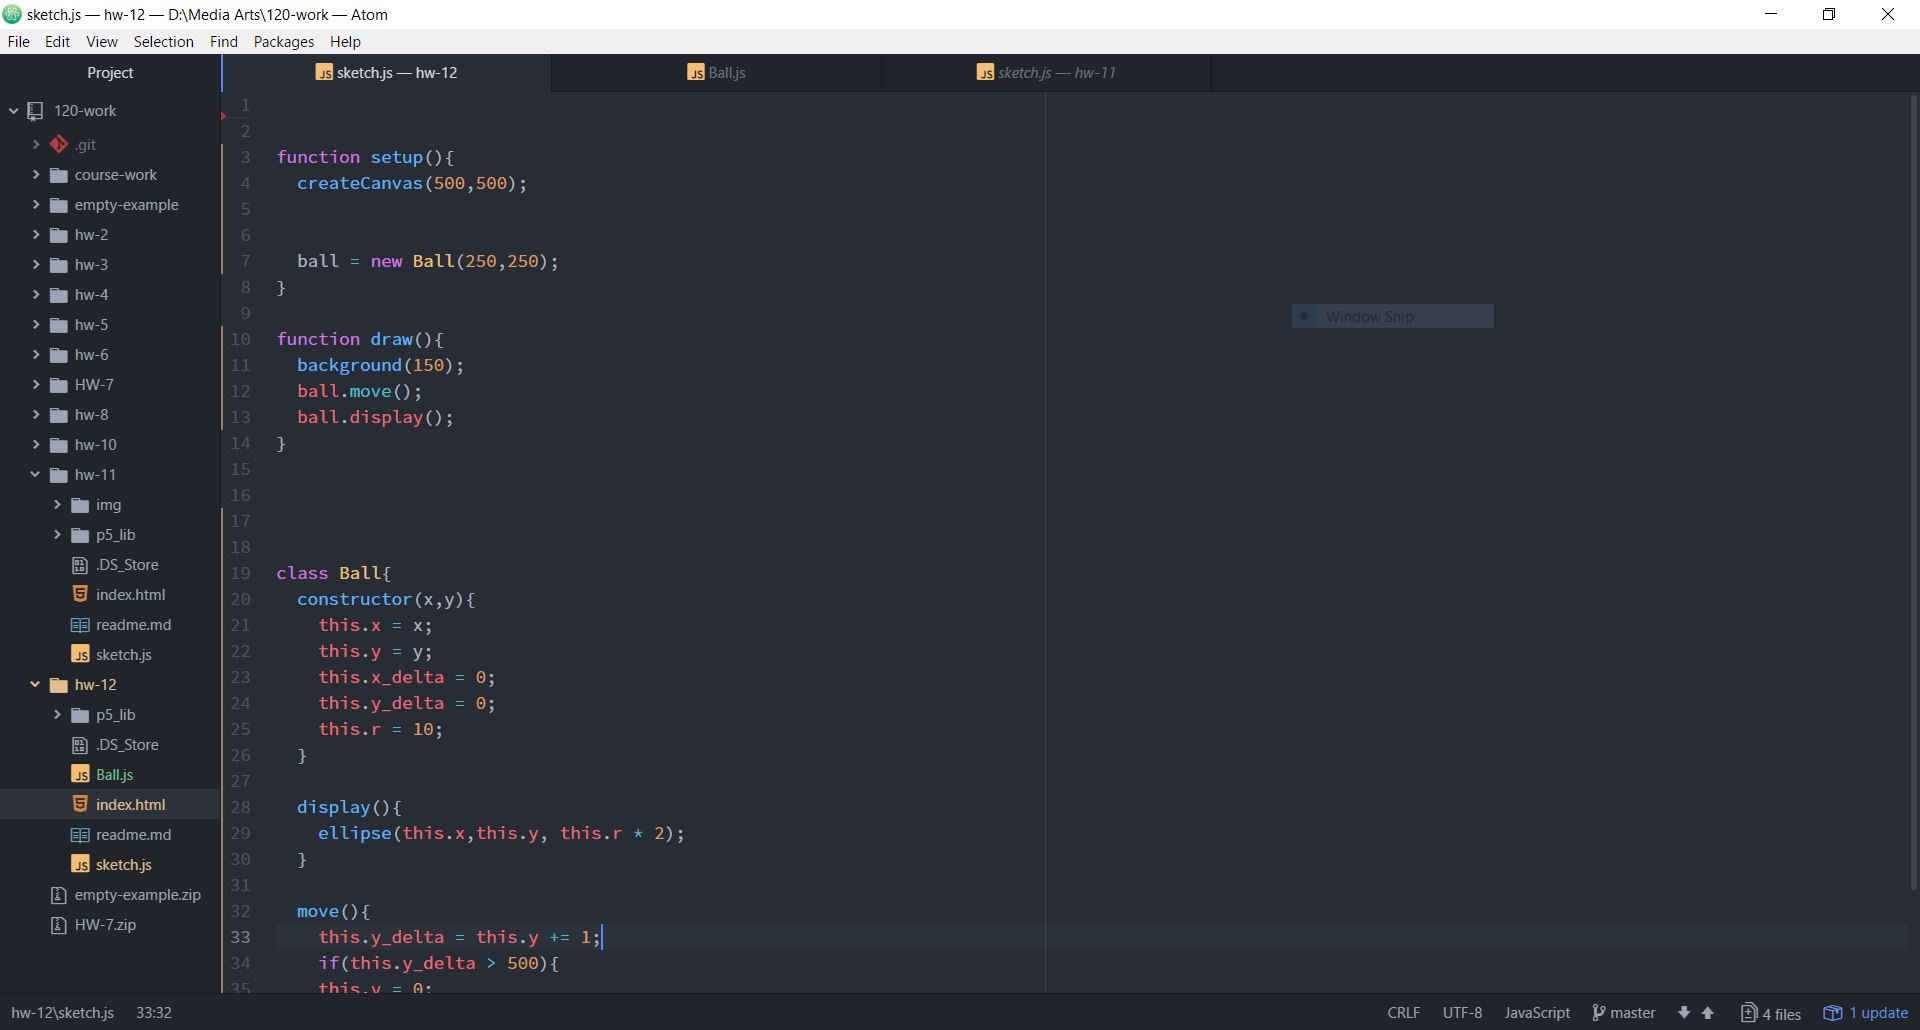 sketch.js — hw-12 — D:\Media Arts\120-work — Atom
File Edit View Selection Find Packages Help
Project
sketch.js — hw-12
Ball.js
sketch.js — hw-11
120-work
.git
course-work
empty-example
hw-2
hw-3
hw-4
hw-5
hw-6
HW-7
hw-8
hw-10
hw-11
img
p5_lib
.DS_Store
index.html
readme.md
sketch.js
hw-12
p5_lib
.DS_Store
Ball.js
index.html
readme.md
sketch.js
empty-example.zip
HW-7.zip
1
2
3 function setup(){
4 createCanvas(500,500);
5
6
7 ball = new Ball(250,250);
8 }
9
10 function draw(){
11 background(150);
12 ball.move();
13 ball.display();
14 }
15
16
17
18
19 class Ball{
20 constructor(x,y){
21 this.x = x;
22 this.y = y;
23 this.x_delta = 0;
24 this.y_delta = 0;
25 this.r = 10;
26 }
27
28 display(){
29 ellipse(this.x,this.y, this.r * 2);
30 }
31
32 move(){
33 this.y_delta = this.y += 1;
34 if(this.y_delta > 500){
35 this.y = 0;
Window Snip
hw-12\sketch.js 33:32
CRLF UTF-8 JavaScript master 4 files 1 update